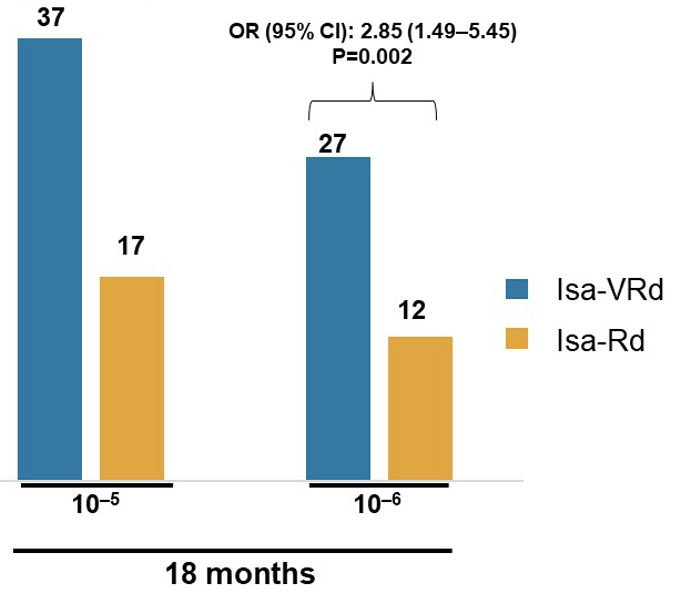 37
OR (95% CI): 2.85 (1.49–5.45)
P=0.002
27
17
12
Isa-VRd
Isa-Rd
10–5
10–6
18 months